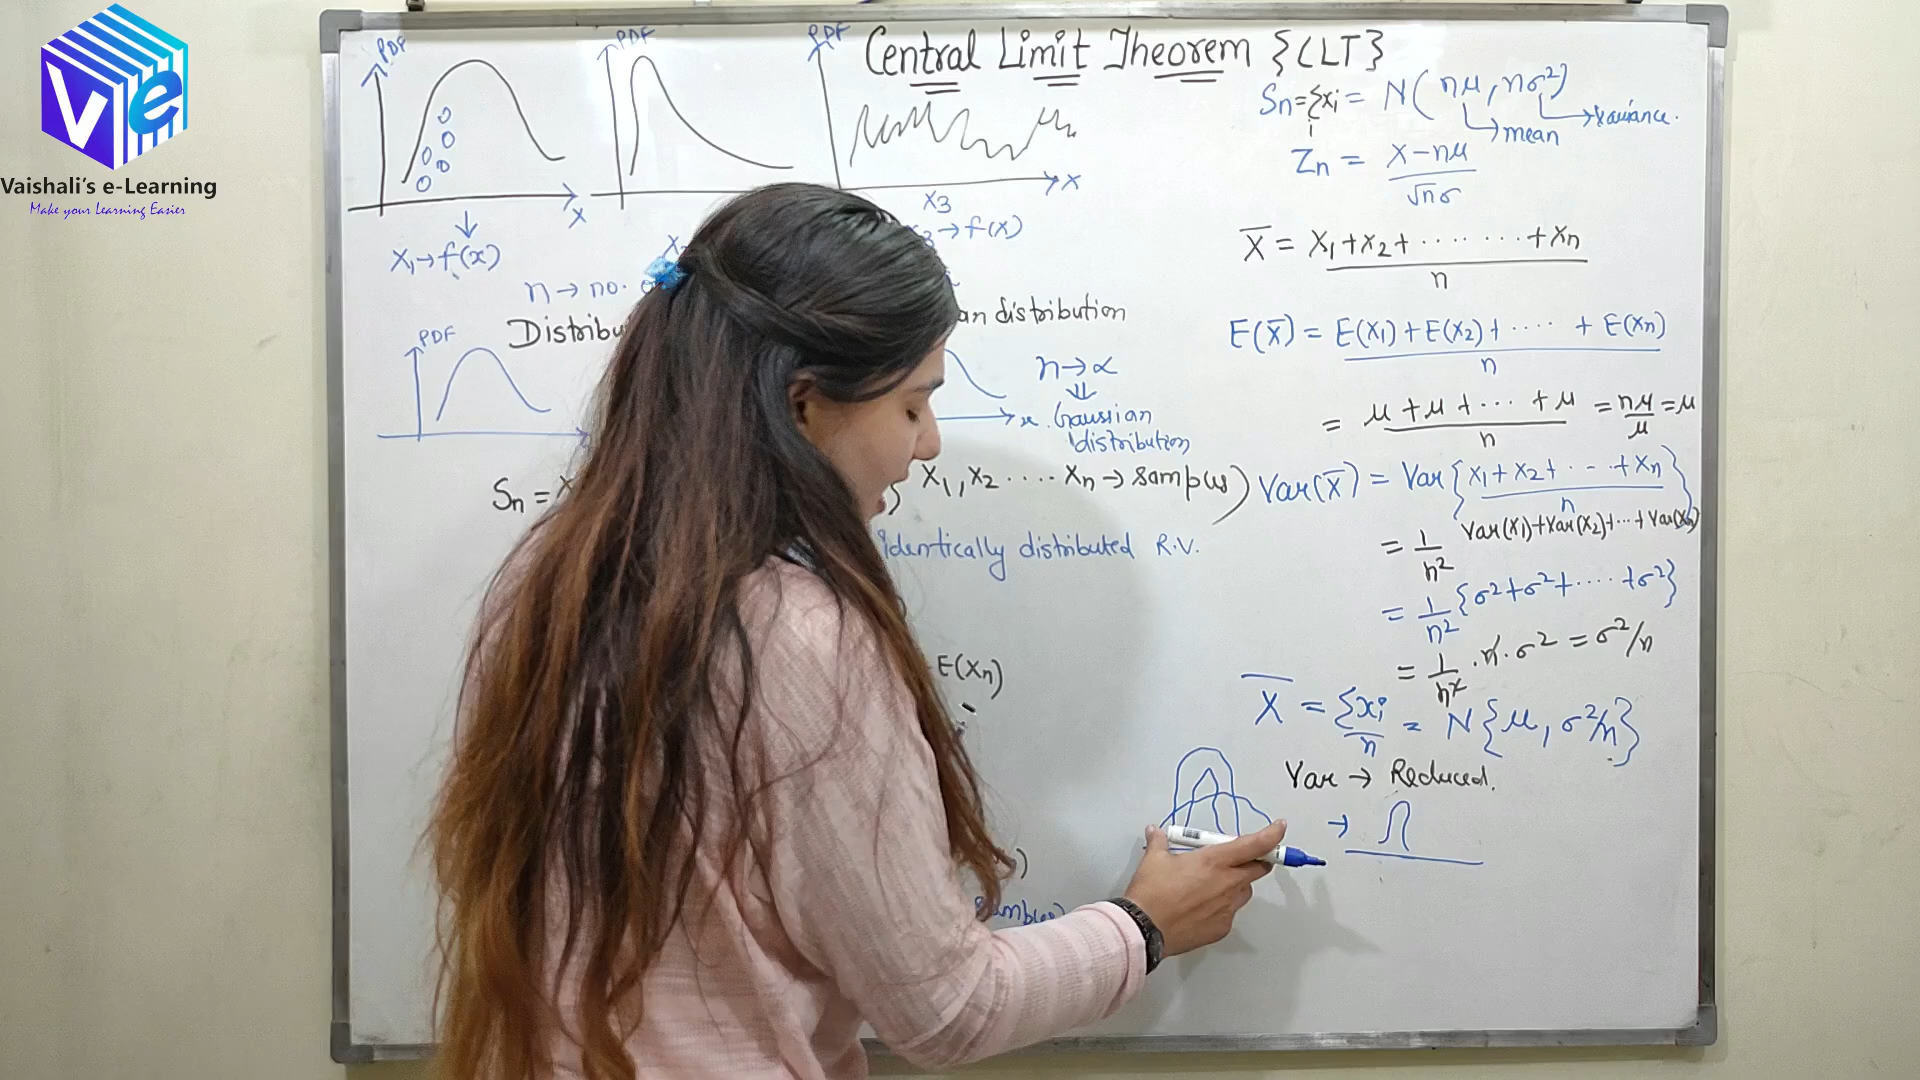 Vaishali's e-Learning
Make your Learning Easier
Central Limit Theorem {CLT}
PDF
PDF
PDF
X
X
X₁→f(x)
X₃
→f(x)
n → no.
an distribution
PDF
n→∝
⇓
x
Gaussian
distribution
Sₙ =
X₁, X₂ .... Xₙ → samples)
identically distributed R.V.
E(Xₙ)
samples)
Sₙ = Σxᵢ = N(nμ, nσ²)
i
→mean
→variance.
Zₙ = X-nμ / √nσ
X̅ = X₁+X₂+.......+Xₙ / n
E(X̅) = E(X₁)+E(X₂)+.... + E(Xₙ) / n
= μ+μ+...+μ / n = nμ/μ = μ
Var(X̅) = Var{X₁+X₂+...+Xₙ / n}
= 1/n² Var(X₁)+Var(X₂)+...+Var(Xₙ)
= 1/n² {σ²+σ²+....+σ²}
= 1/n² . n . σ² = σ²/n
X̅ = Σxᵢ/n = N{μ, σ²/n}
Var → Reduced.
→